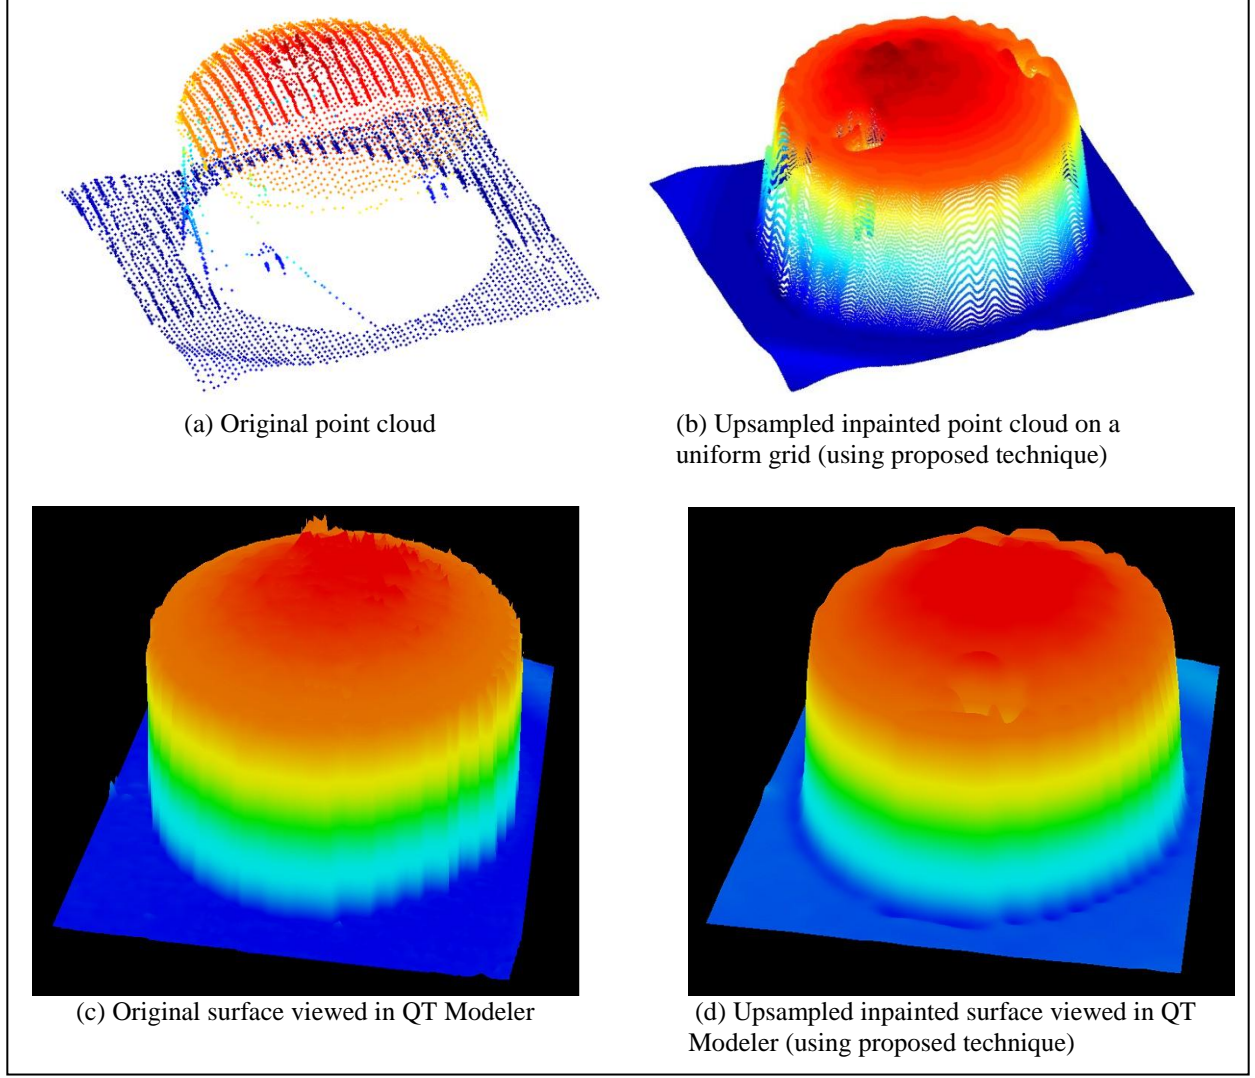 (a) Original point cloud
(b) Upsampled inpainted point cloud on a
uniform grid (using proposed technique)
(c) Original surface viewed in QT Modeler
(d) Upsampled inpainted surface viewed in QT
Modeler (using proposed technique)